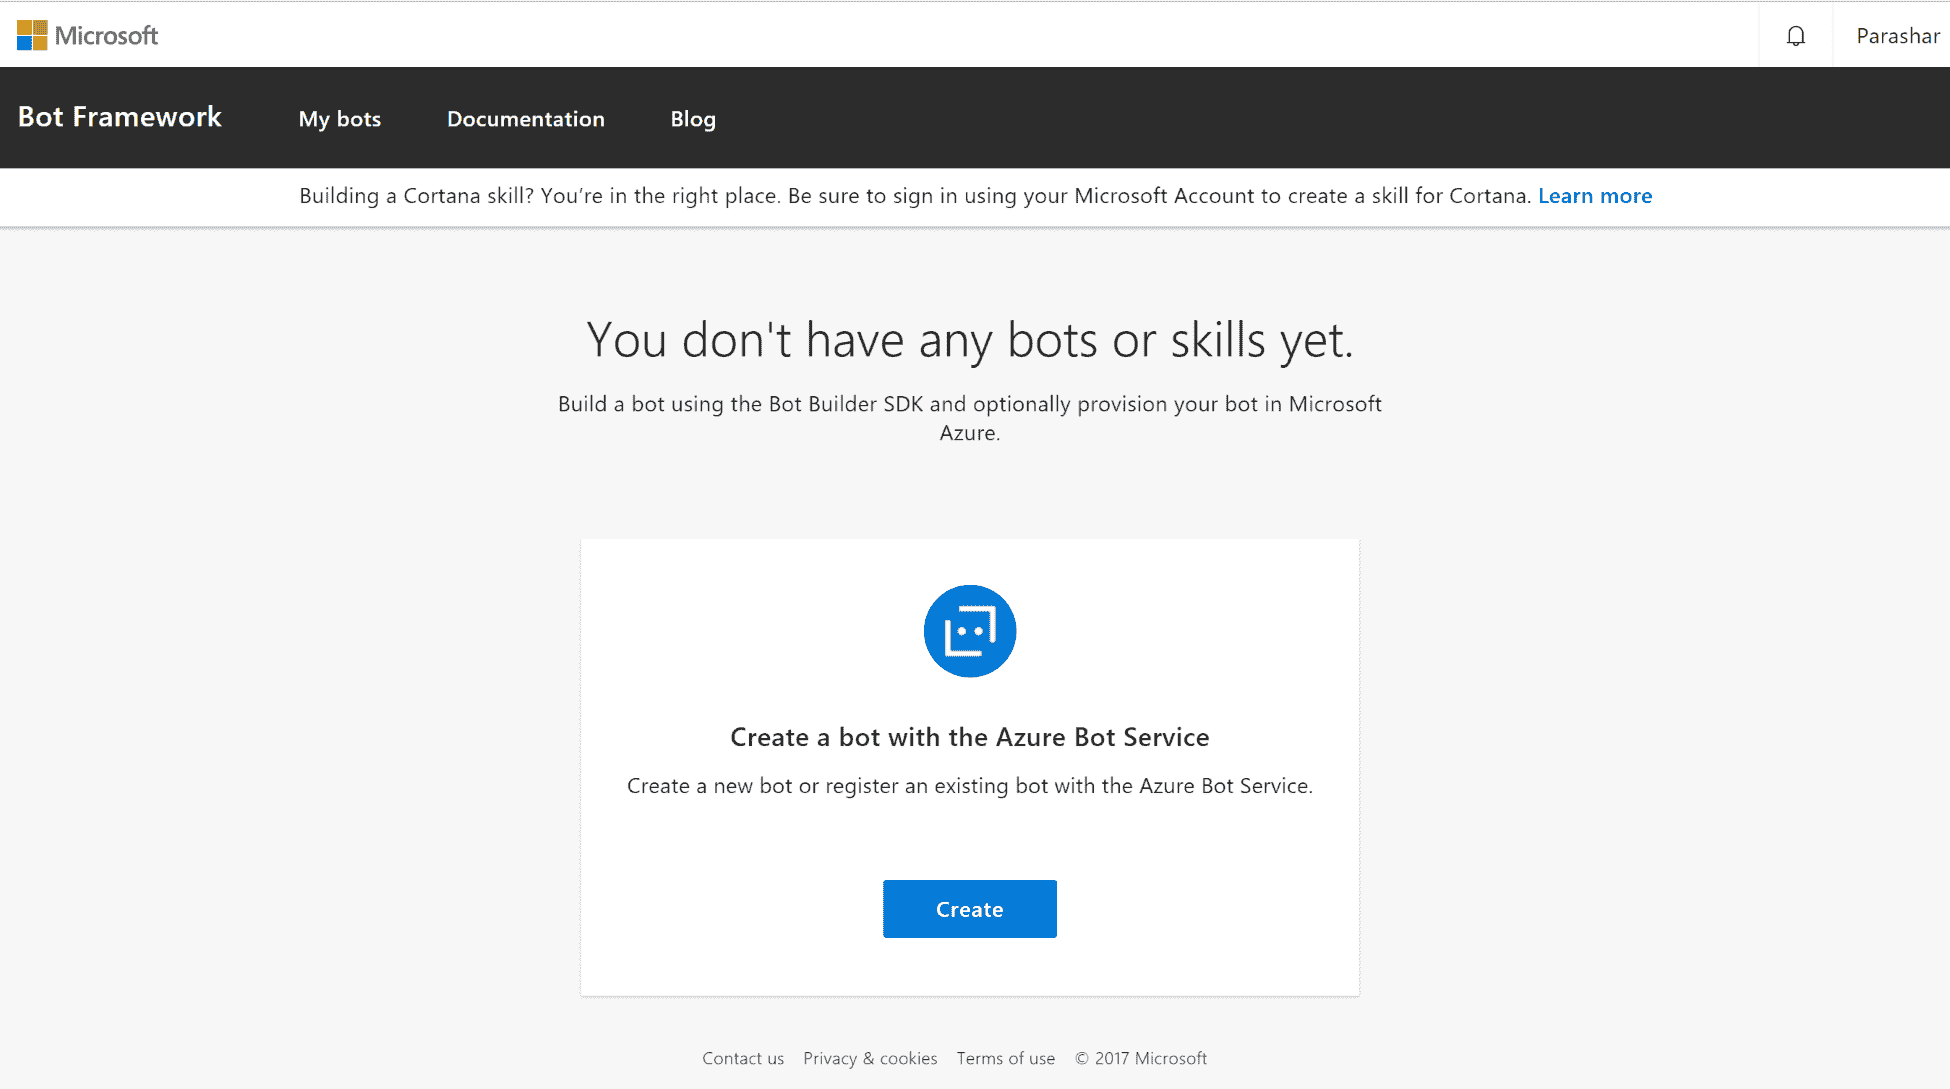 Microsoft
Parashar
Bot Framework
My bots
Documentation
Blog
Building a Cortana skill? You’re in the right place. Be sure to sign in using your Microsoft Account to create a skill for Cortana. Learn more
You don't have any bots or skills yet.
Build a bot using the Bot Builder SDK and optionally provision your bot in Microsoft
Azure.
Create a bot with the Azure Bot Service
Create a new bot or register an existing bot with the Azure Bot Service.
Create
Contact us
Privacy & cookies
Terms of use
© 2017 Microsoft